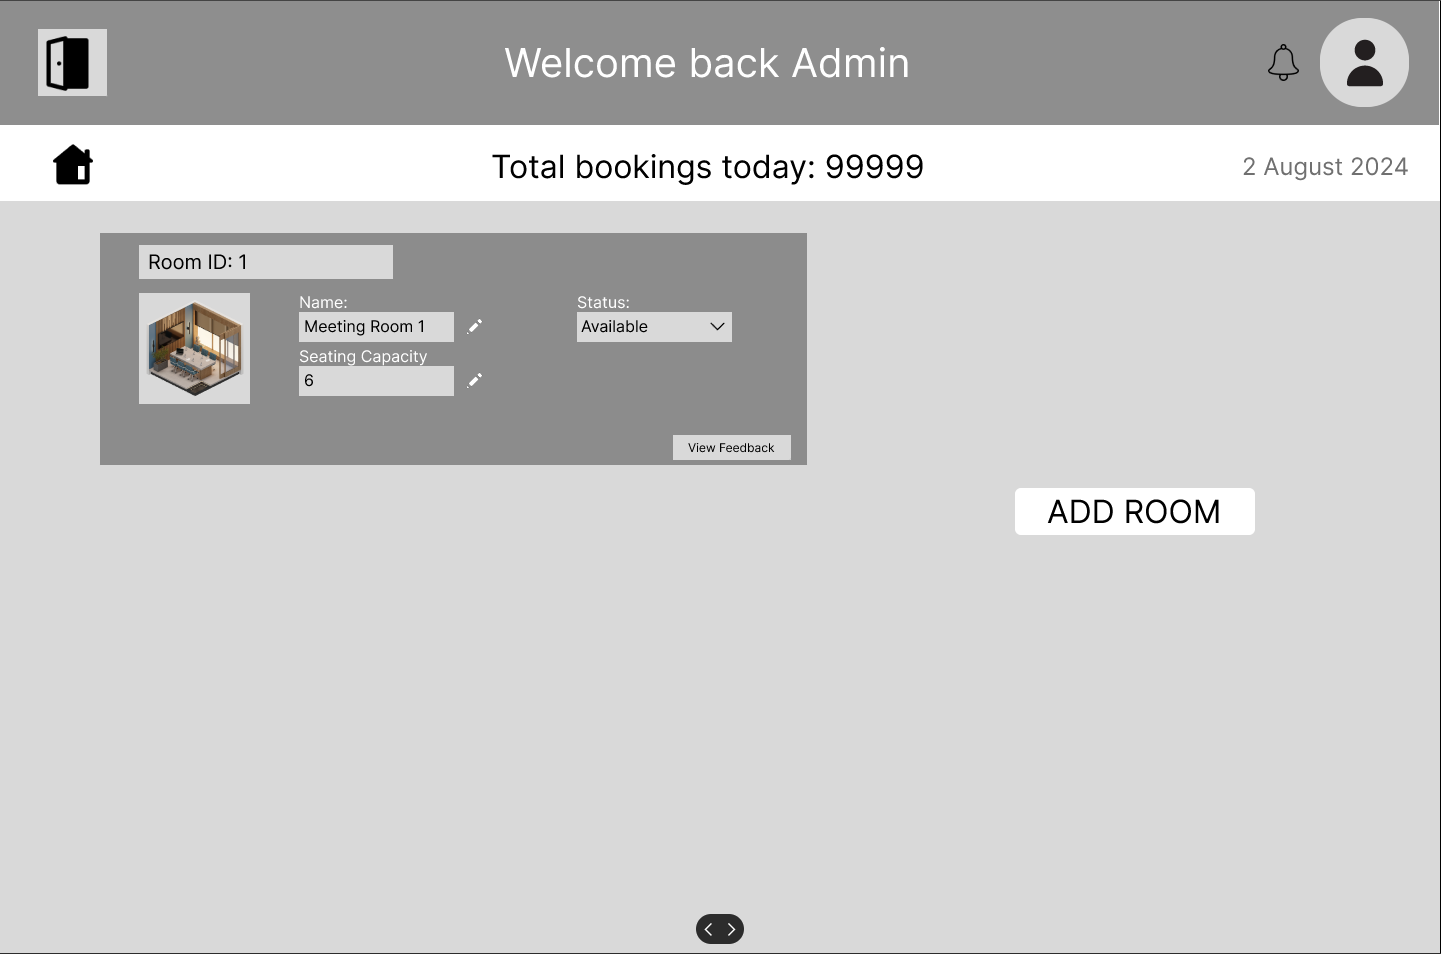 Welcome back Admin
Total bookings today: 99999
2 August 2024
Room ID: 1
Name:
Meeting Room 1
Seating Capacity
6
Status:
Available
View Feedback
ADD ROOM